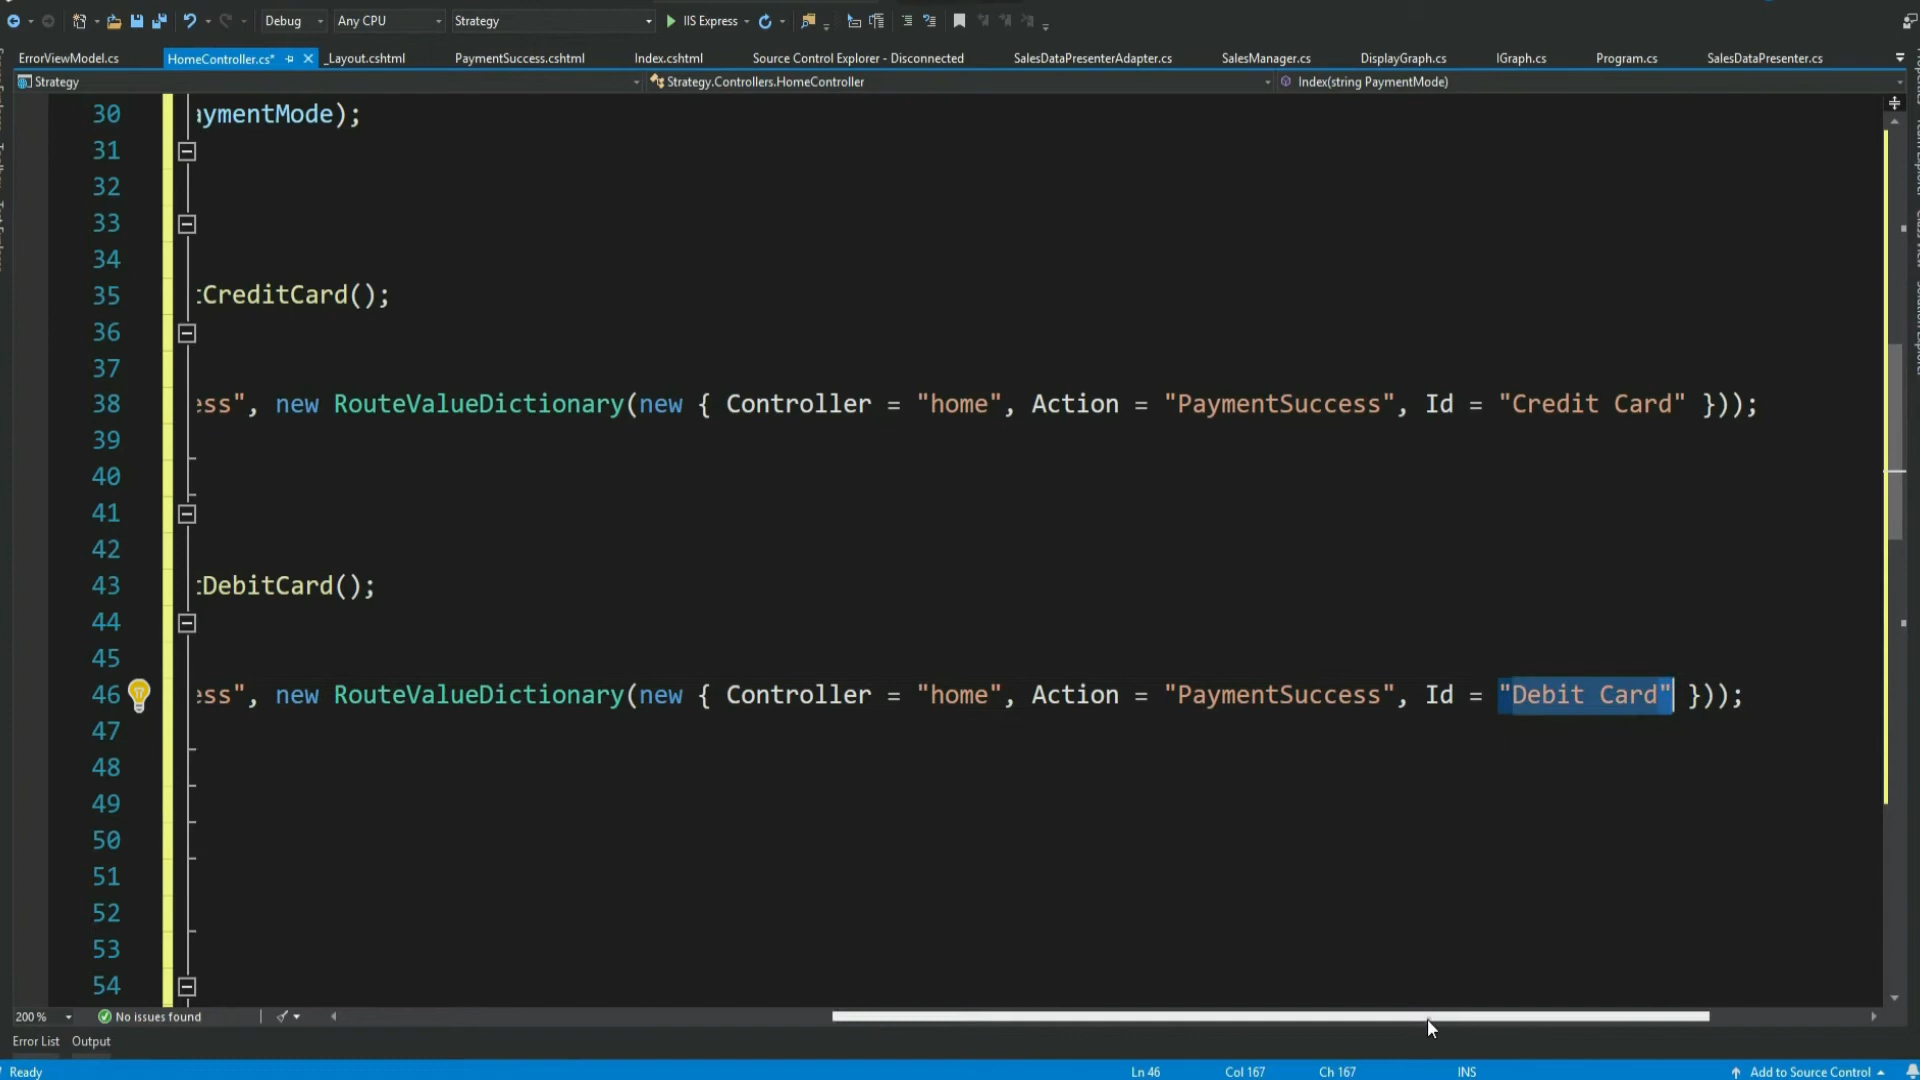 Debug Any CPU Strategy IIS Express
ErrorViewModel.cs HomeController.cs* _Layout.cshtml PaymentSuccess.cshtml Index.cshtml Source Control Explorer - Disconnected SalesDataPresenterAdapter.cs SalesManager.cs DisplayGraph.cs IGraph.cs Program.cs SalesDataPresenter.cs
Strategy Strategy.Controllers.HomeController Index(string PaymentMode)
30 aymentMode);
31
32
33
34
35 tCreditCard();
36
37
38 ess", new RouteValueDictionary(new { Controller = "home", Action = "PaymentSuccess", Id = "Credit Card" }));
39
40
41
42
43 tDebitCard();
44
45
46 ess", new RouteValueDictionary(new { Controller = "home", Action = "PaymentSuccess", Id = "Debit Card" }));
47
48
49
50
51
52
53
54
200 % No issues found
Error List Output
Ready Ln 46 Col 167 Ch 167 INS Add to Source Control